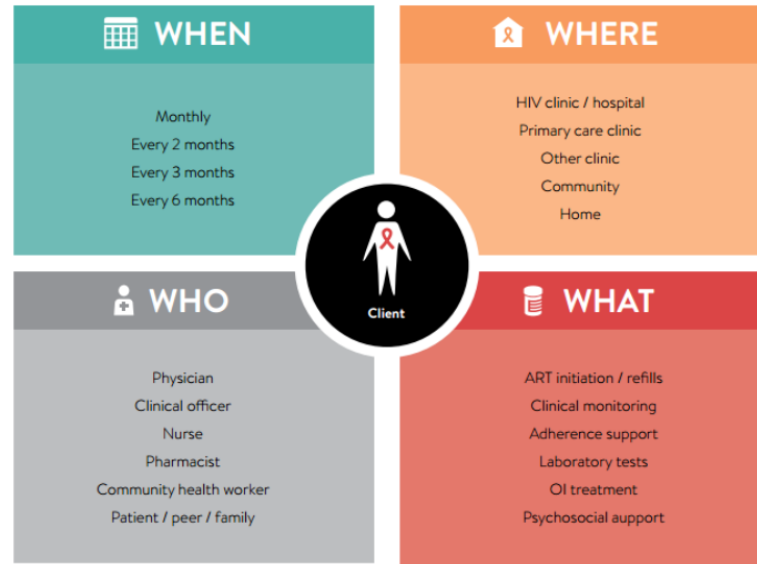 WHEN
Monthly
Every 2 months
Every 3 months
Every 6 months
WHERE
HIV clinic / hospital
Primary care clinic
Other clinic
Community
Home
Client
WHO
Physician
Clinical officer
Nurse
Pharmacist
Community health worker
Patient / peer / family
WHAT
ART initiation / refills
Clinical monitoring
Adherence support
Laboratory tests
OI treatment
Psychosocial aupport